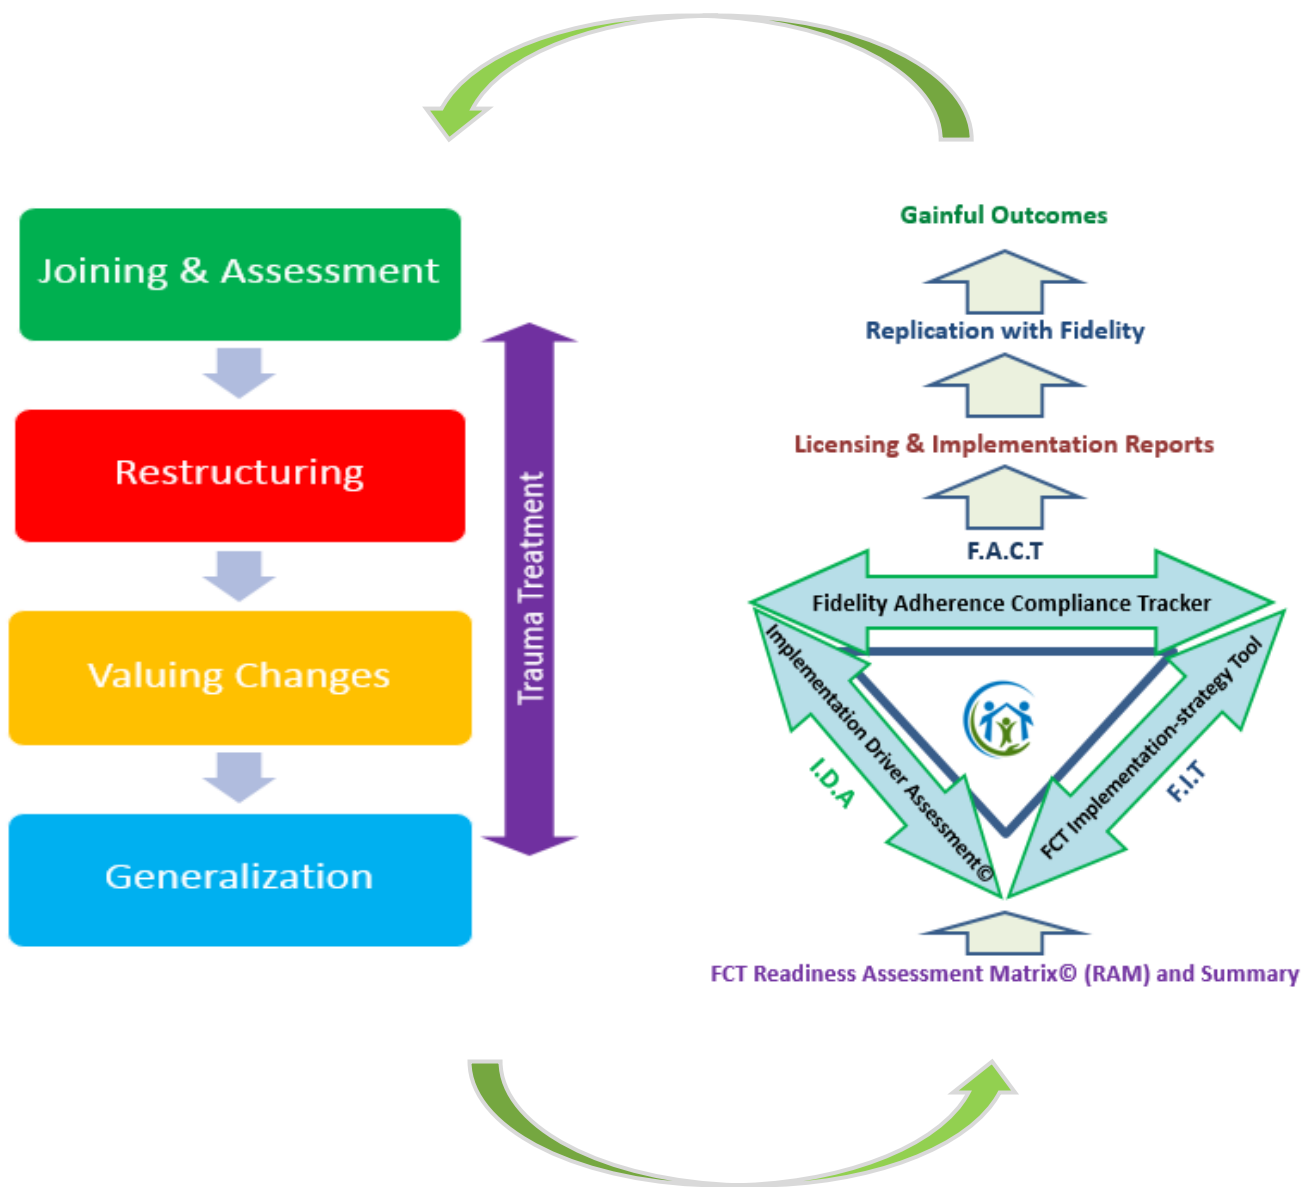 Joining & Assessment
Restructuring
Valuing Changes
Generalization
Trauma Treatment
Gainful Outcomes
Replication with Fidelity
Licensing & Implementation Reports
F.A.C.T
Fidelity Adherence Compliance Tracker
Implementation Driver Assessment©
I.D.A
FCT Implementation-strategy Tool
F.I.T
FCT Readiness Assessment Matrix© (RAM) and Summary